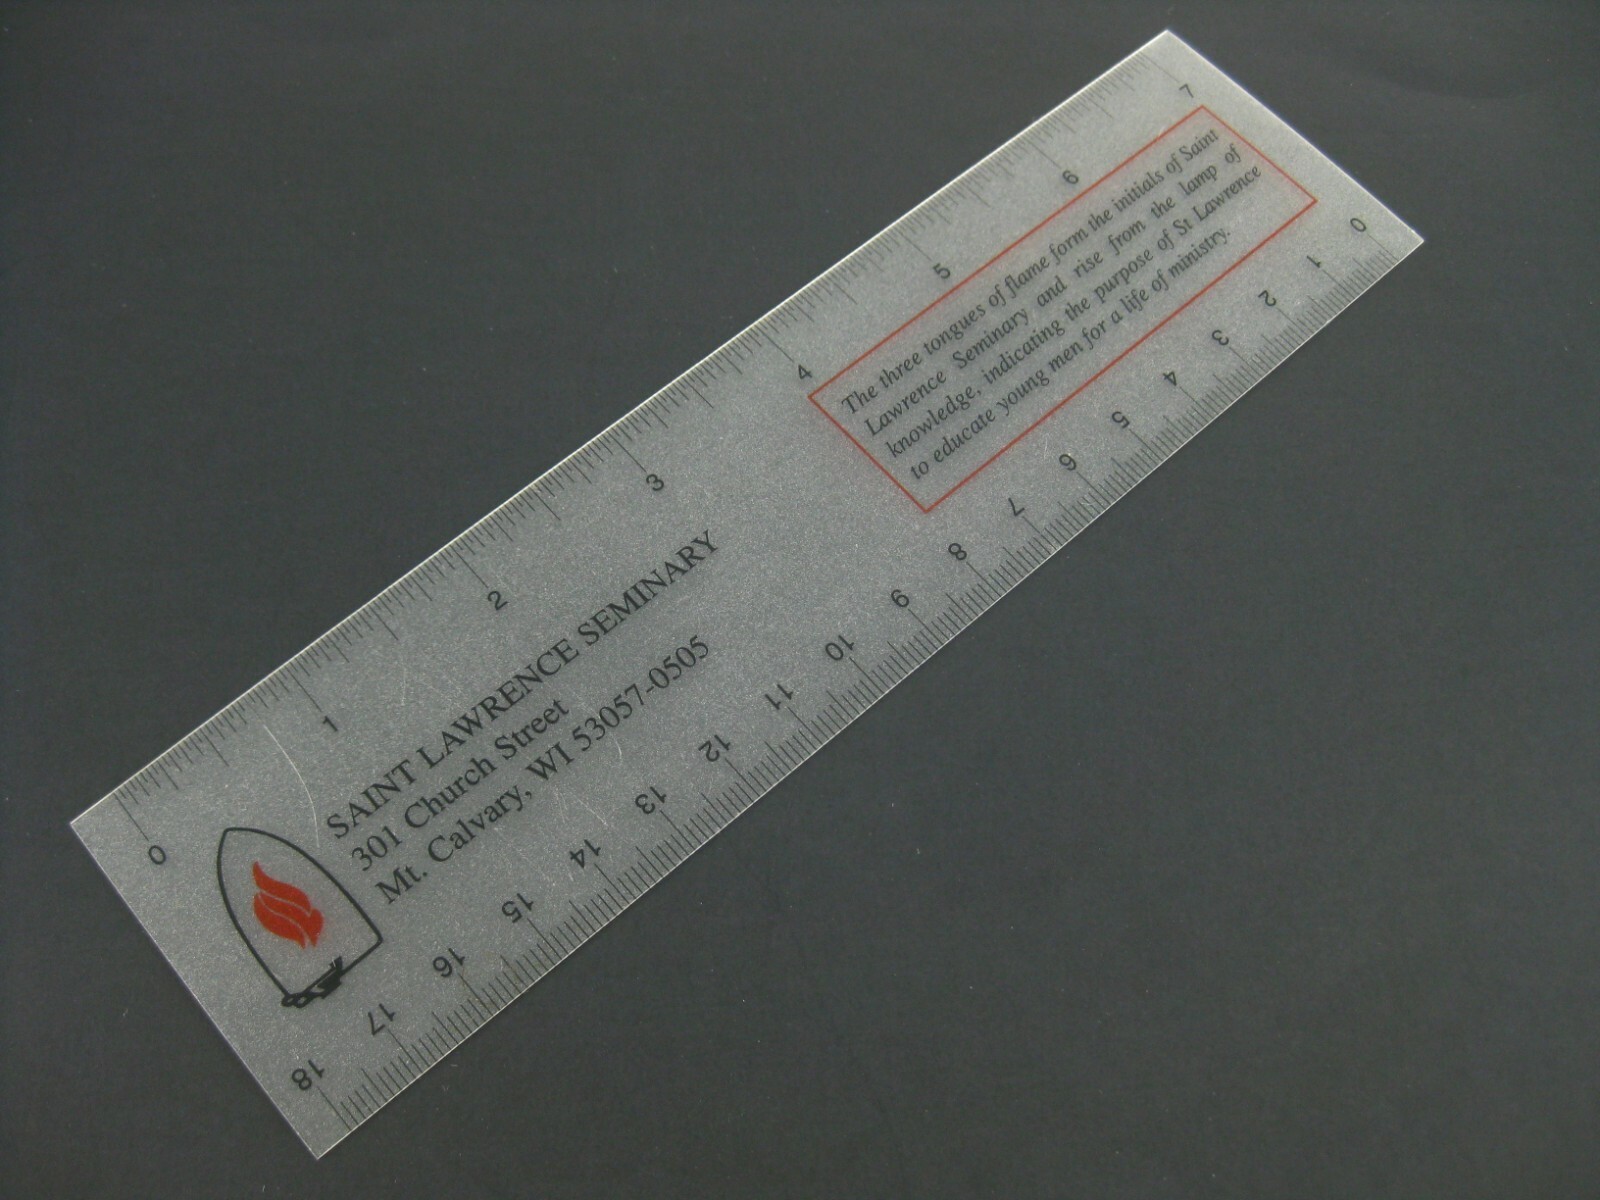 0 1 2 3 4 5 6 7
SAINT LAWRENCE SEMINARY
301 Church Street
Mt. Calvary, WI 53057-0505
The three tongues of flame form the initials of Saint
Lawrence Seminary and rise from the lamp of
knowledge, indicating the purpose of St Lawrence
to educate young men for a life of ministry.
0 1 2 3 4 5 6 7 8 9 10 11 12 13 14 15 16 17 18